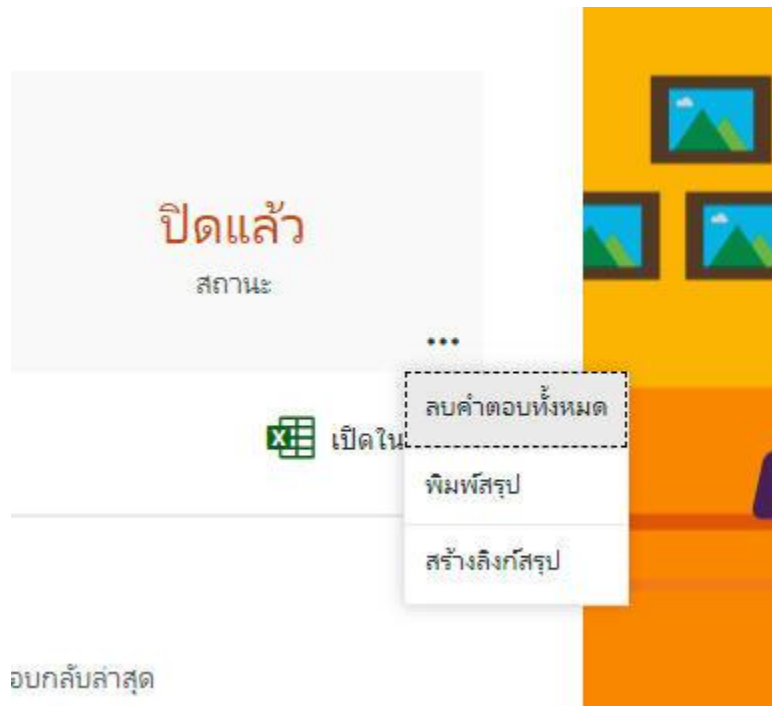 ปิดแล้ว
สถานะ
ลบคำตอบทั้งหมด
เปิดใน
พิมพ์สรุป
สร้างลิงก์สรุป
อบกลับล่าสุด